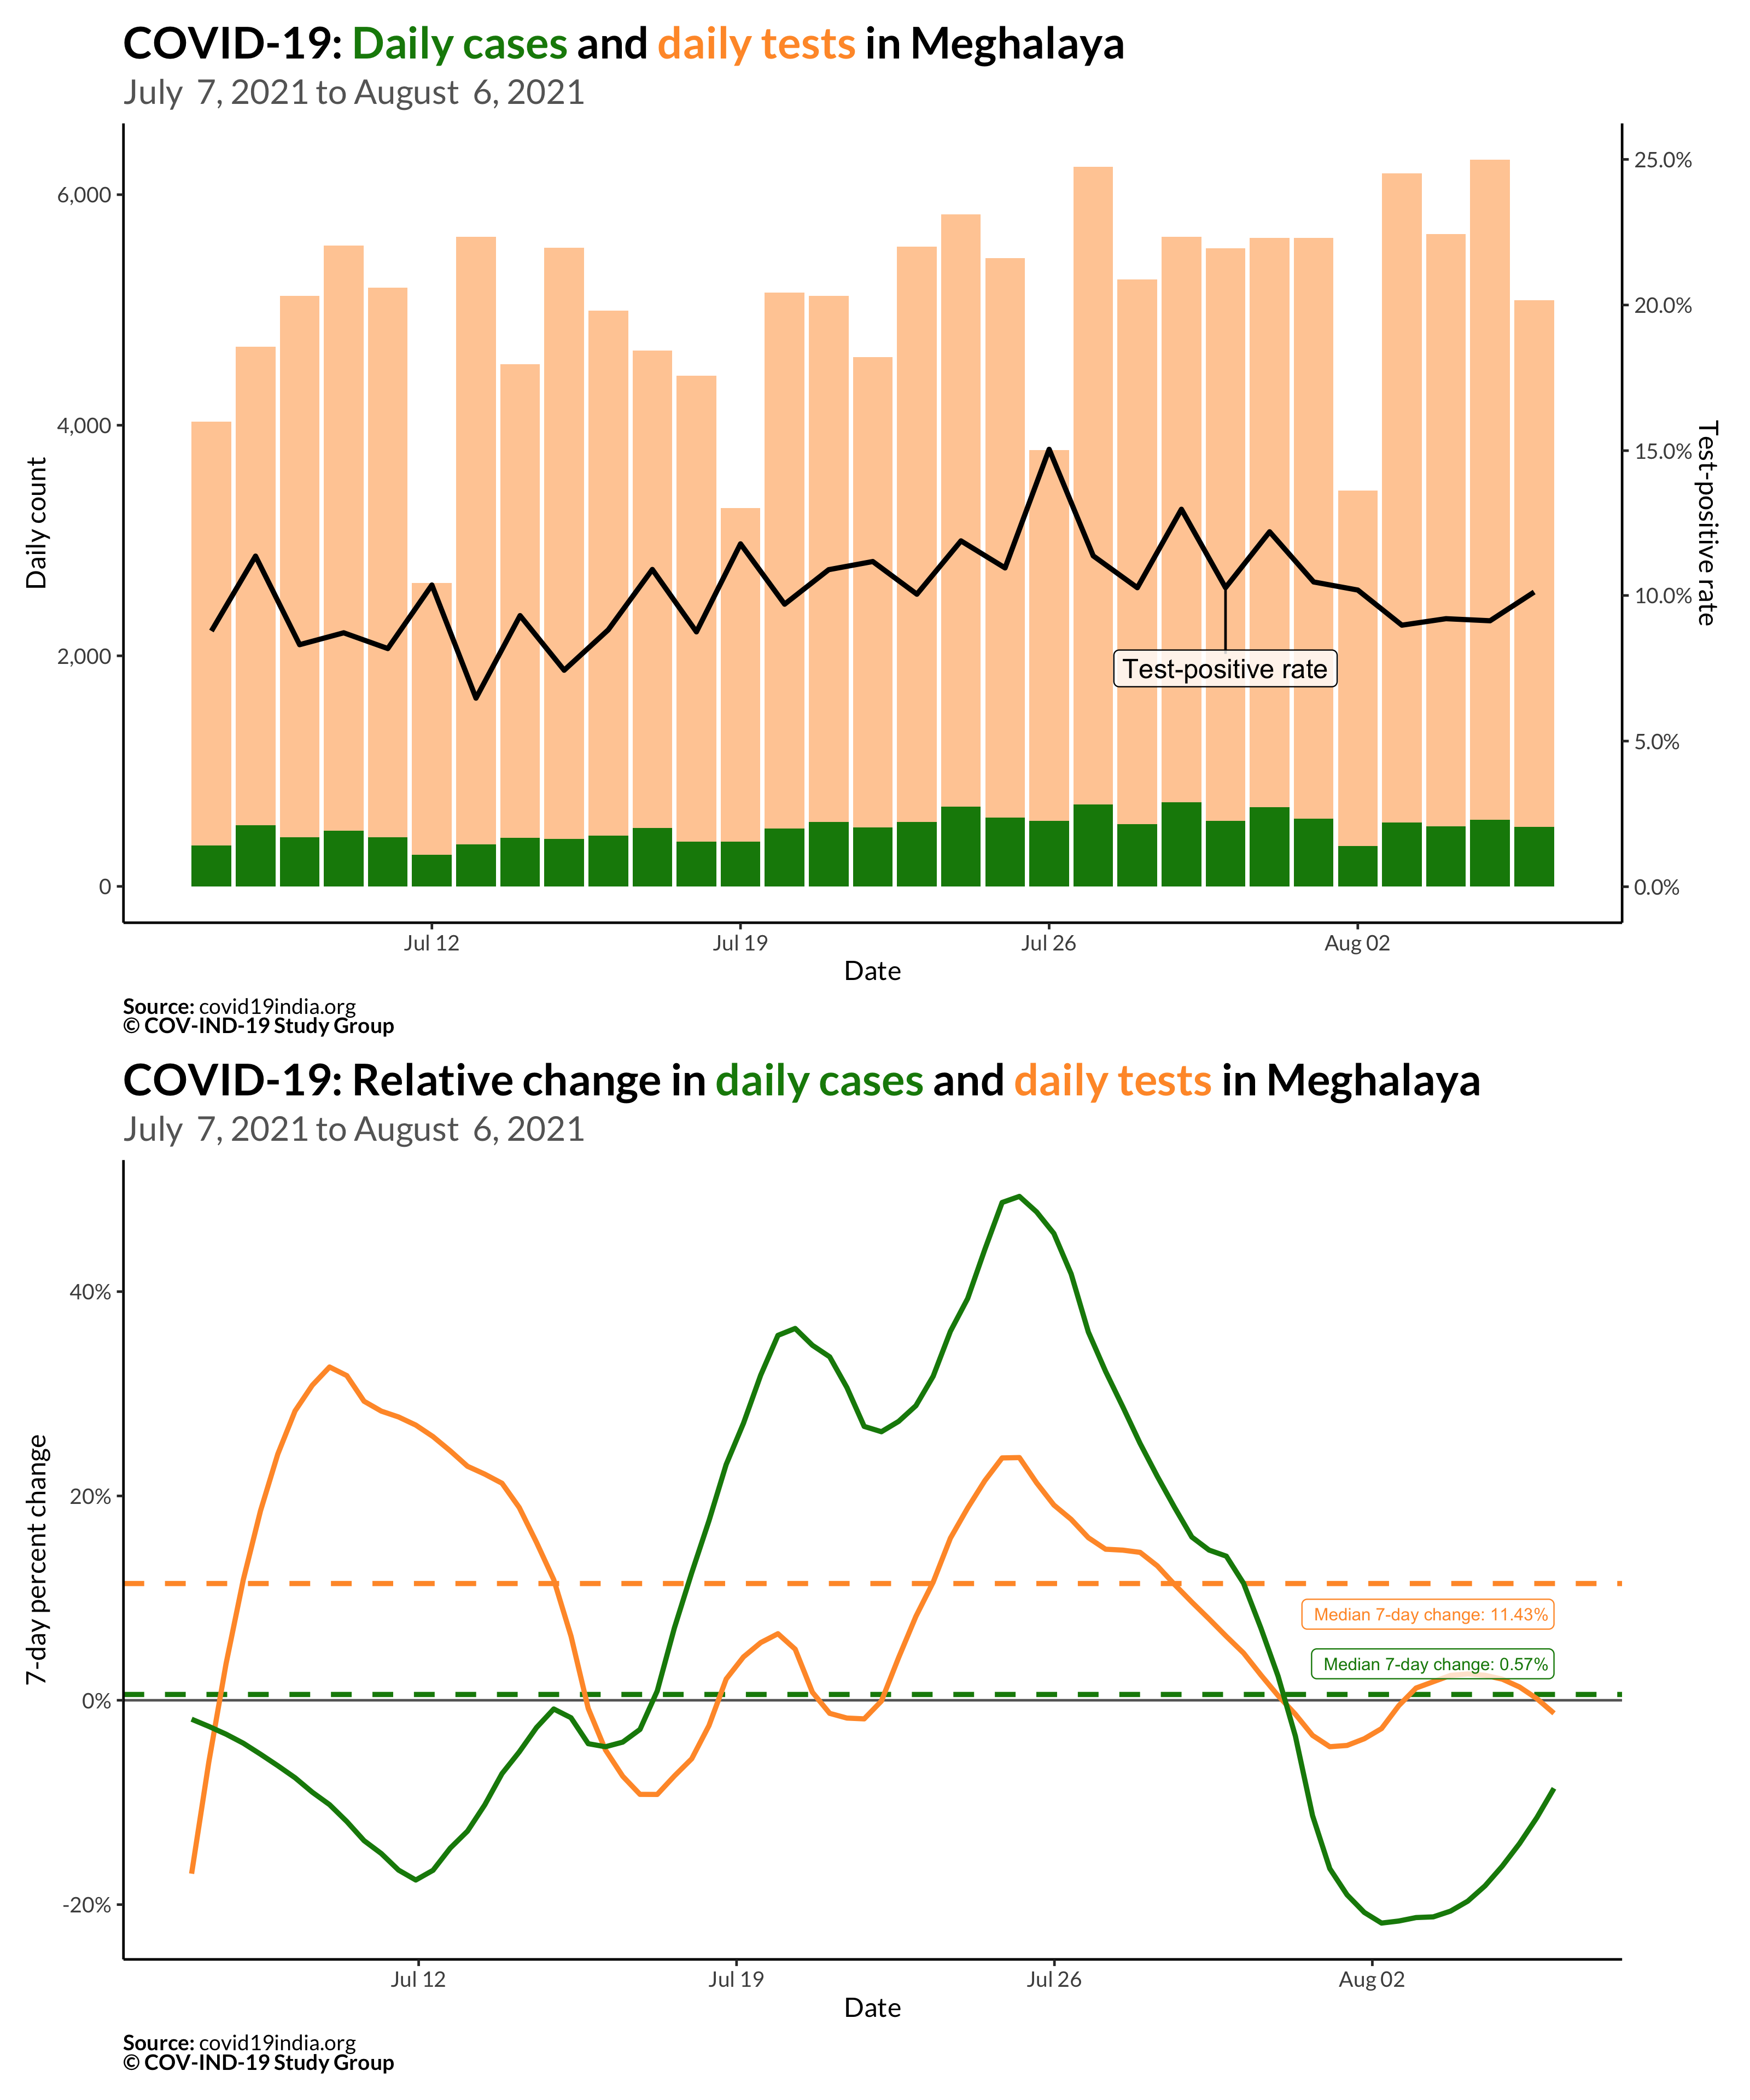 COVID-19: Daily cases and daily tests in Meghalaya
July 7, 2021 to August 6, 2021
6,000
4,000
2,000
0
Daily count
25.0%
20.0%
15.0%
10.0%
5.0%
0.0%
Test-positive rate
Test-positive rate
Jul 12
Jul 19
Jul 26
Aug 02
Date
Source: covid19india.org
© COV-IND-19 Study Group
COVID-19: Relative change in daily cases and daily tests in Meghalaya
July 7, 2021 to August 6, 2021
40%
20%
0%
-20%
7-day percent change
Median 7-day change: 11.43%
Median 7-day change: 0.57%
Jul 12
Jul 19
Jul 26
Aug 02
Date
Source: covid19india.org
© COV-IND-19 Study Group